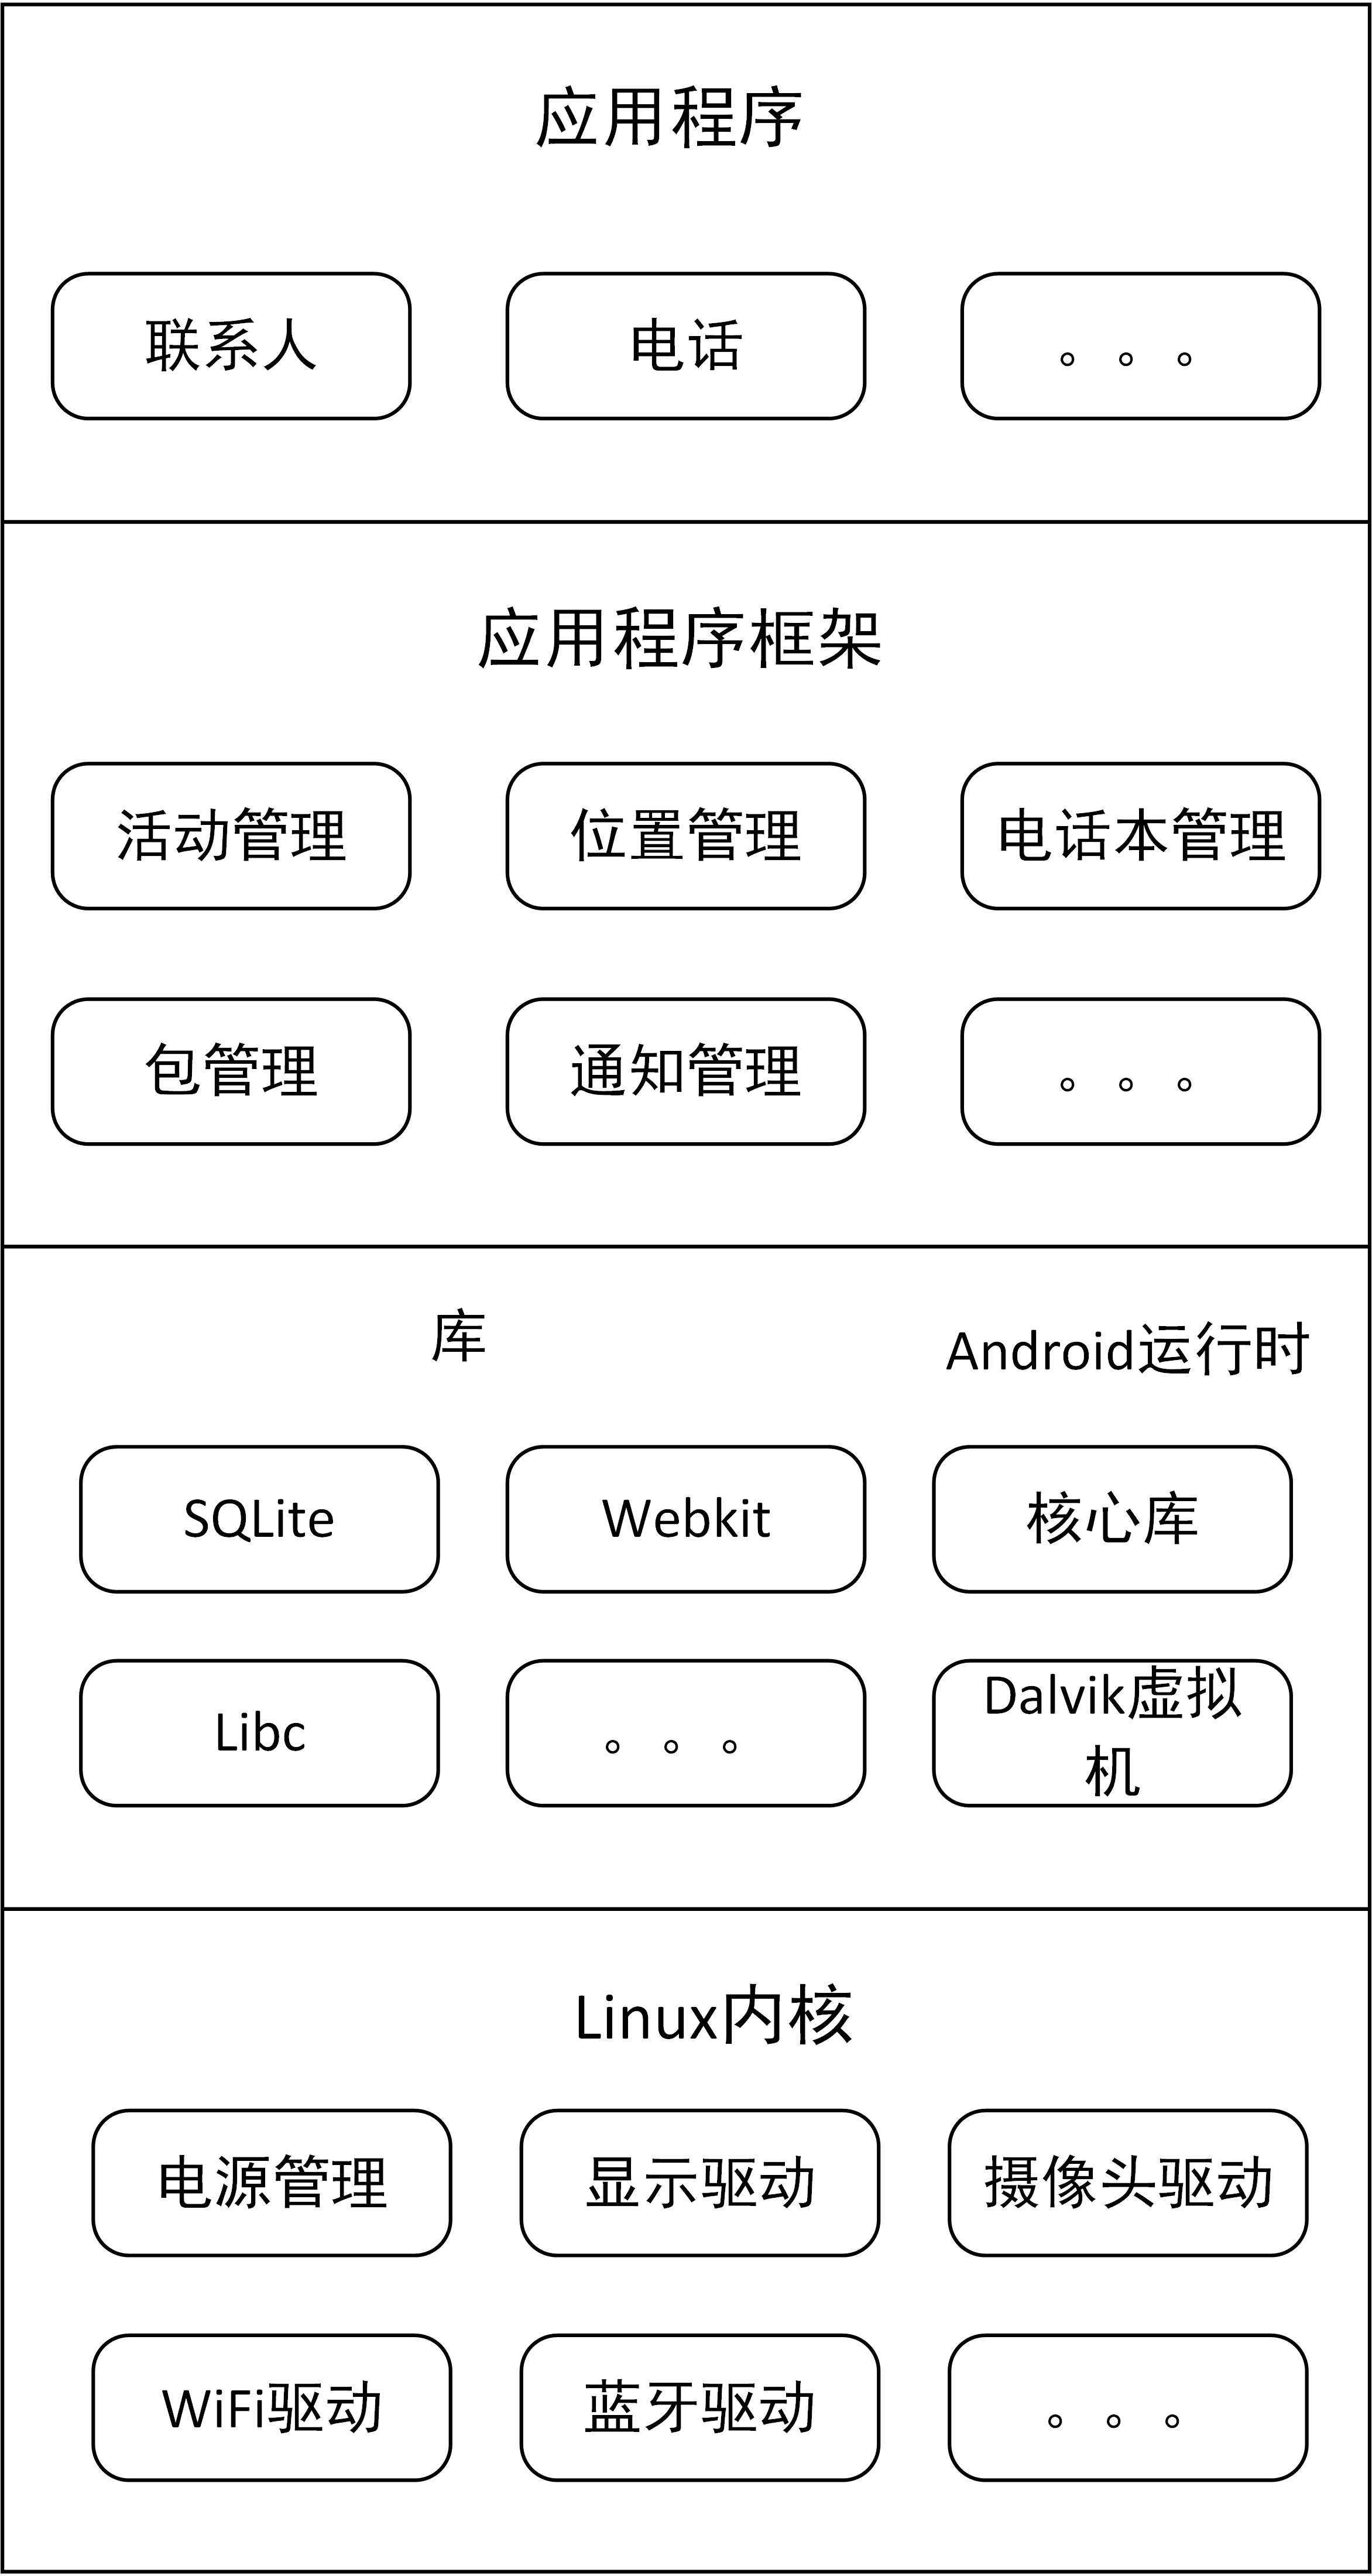 应用程序
联系人
电话
。。。
应用程序框架
活动管理
位置管理
电话本管理
包管理
通知管理
。。。
库
Android运行时
SQLite
Webkit
核心库
Libc
。。。
Dalvik虚拟
机
Linux内核
电源管理
显示驱动
摄像头驱动
WiFi驱动
蓝牙驱动
。。。